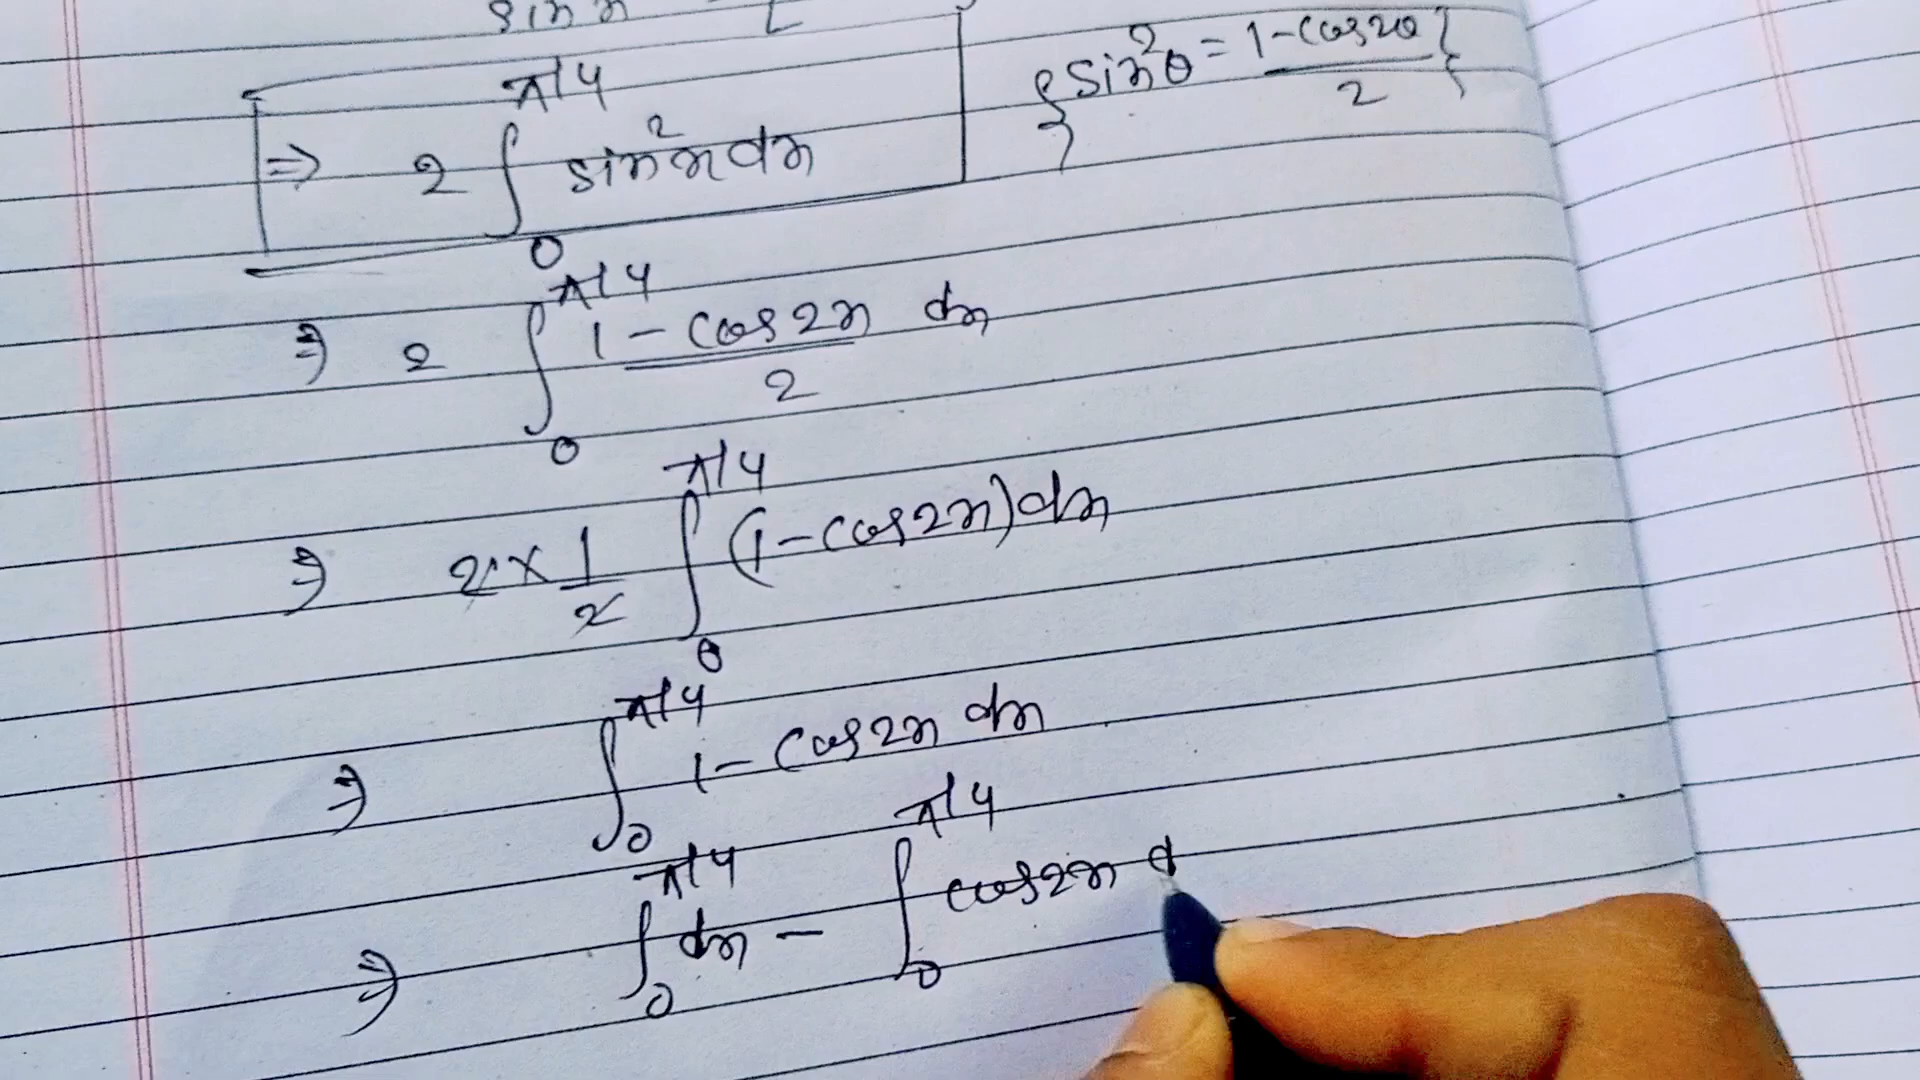 sin x
{sin²θ = 1-cos2θ / 2}
⇒ 2 ∫₀^π/4 sin²x dx
⇒ 2 ∫₀^π/4 1 - cos2x / 2 dx
⇒ 2 × 1/2 ∫₀^π/4 (1-cos2x)dx
⇒ ∫₀^π/4 1 - cos2x dx
⇒ ∫₀^π/4 dx - ∫₀^π/4 cos2x d